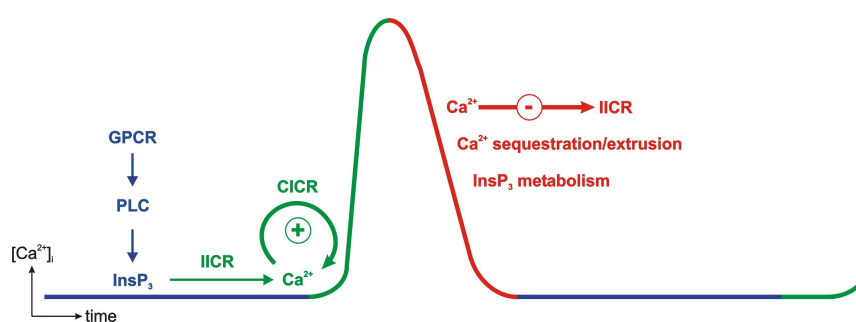 GPCR
PLC
InsP₃
IICR
CICR
+
Ca²⁺
Ca²⁺ - IICR
Ca²⁺ sequestration/extrusion
InsP₃ metabolism
[Ca²⁺]ᵢ
time